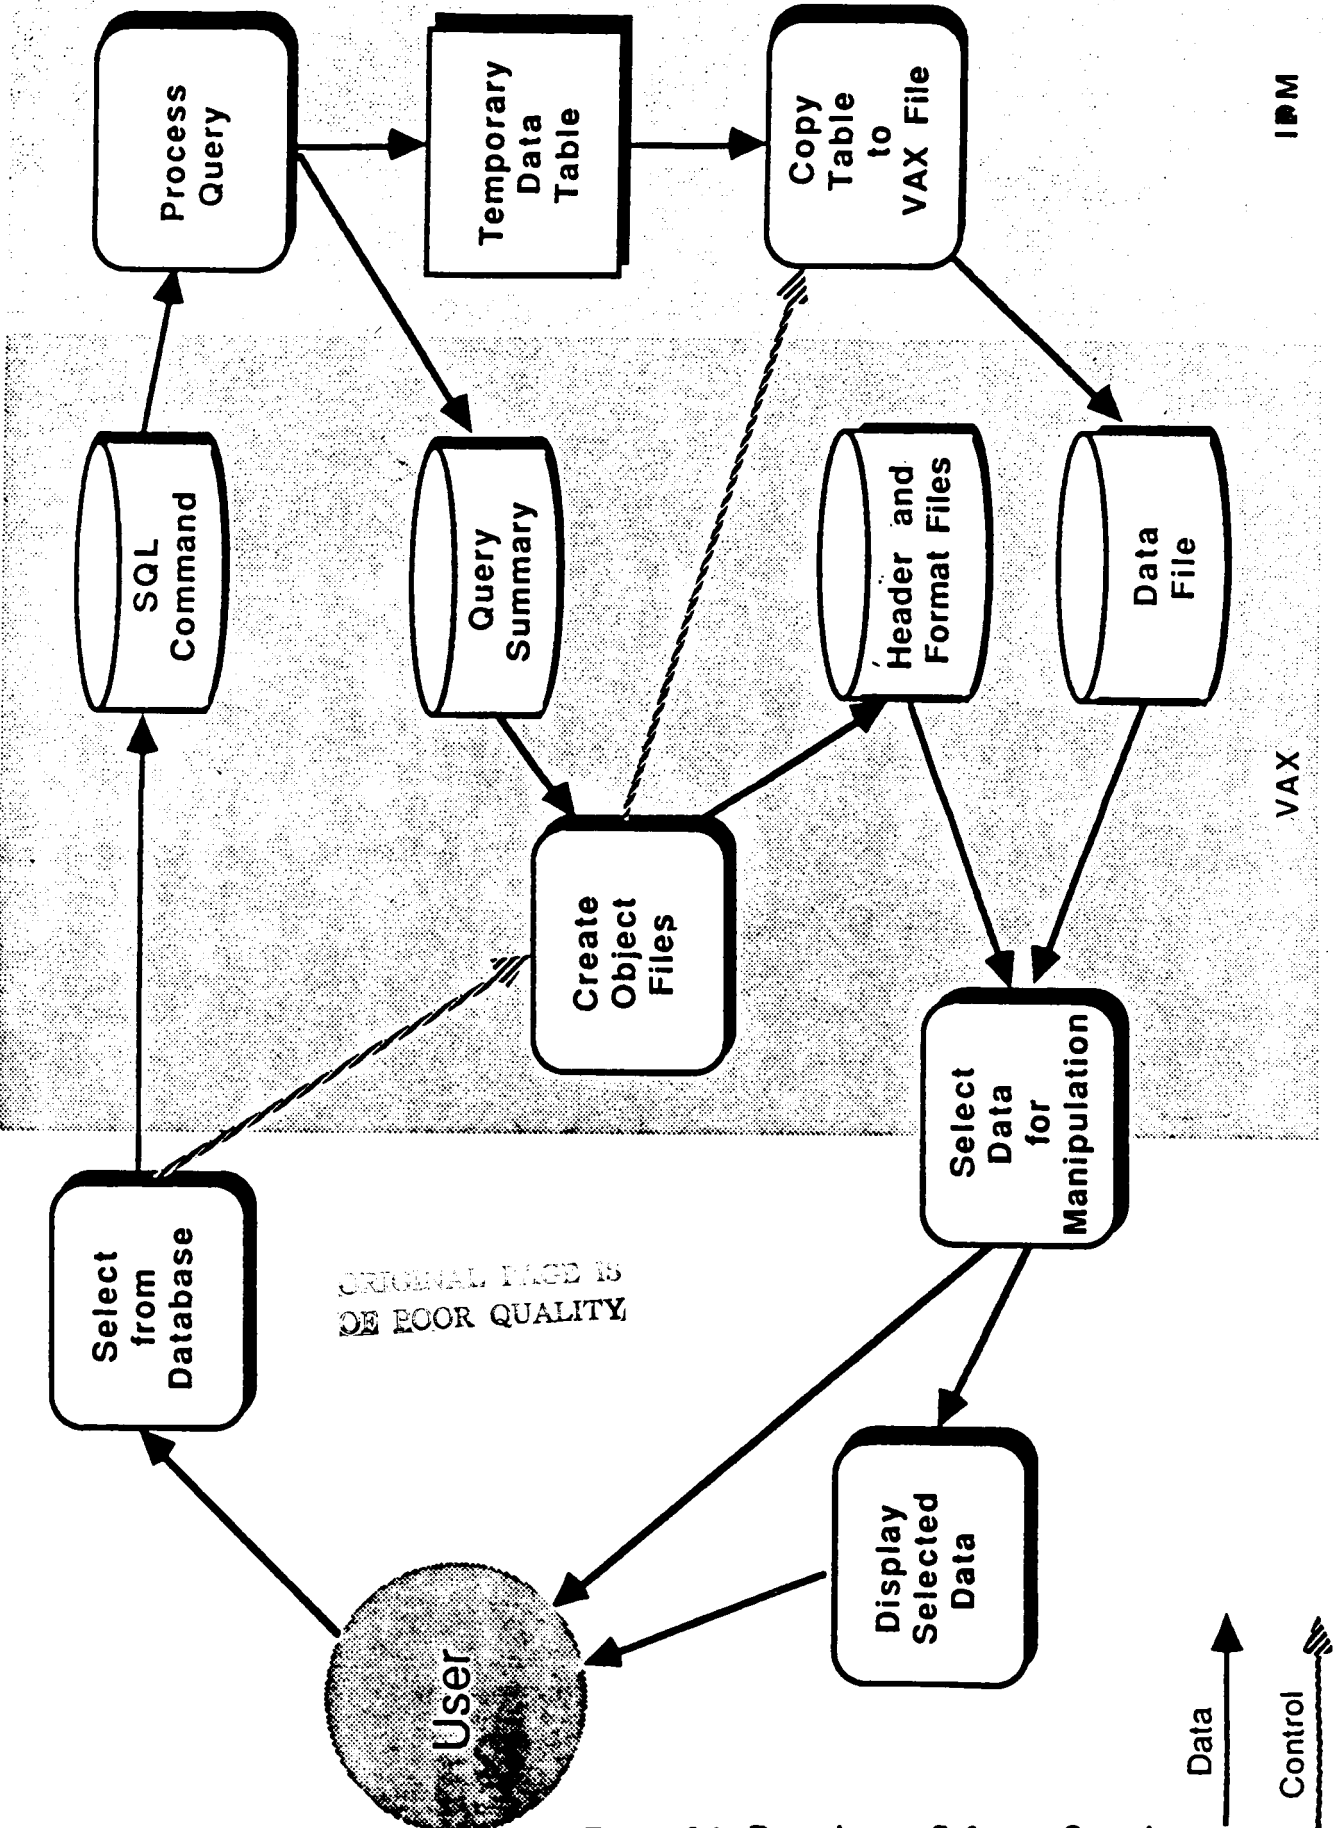 User
Select
from
Database
SQL
Command
Process
Query
Create
Object
Files
Query
Summary
Temporary
Data
Table
Display
Selected
Data
Select
Data
for
Manipulation
Header and
Format Files
Copy
Table
to
VAX File
Data
File
Data
Control
VAX
IDM
ORIGINAL PAGE IS
OF POOR QUALITY